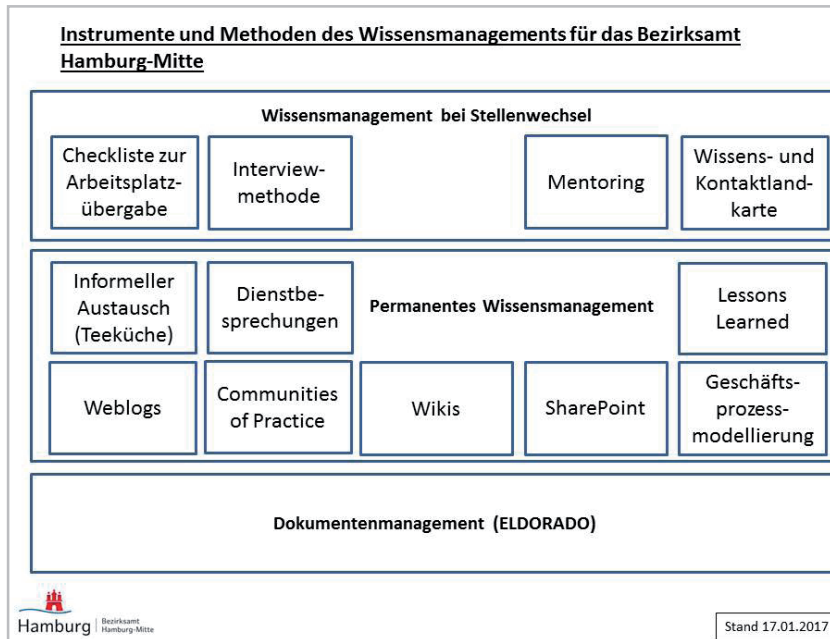 Instrumente und Methoden des Wissensmanagements für das Bezirksamt
Hamburg-Mitte
Wissensmanagement bei Stellenwechsel
Checkliste zur
Arbeitsplatz-
übergabe
Interview-
methode
Mentoring
Wissens- und
Kontaktland-
karte
Informeller
Austausch
(Teeküche)
Dienstbe-
sprechungen
Permanentes Wissensmanagement
Lessons
Learned
Weblogs
Communities
of Practice
Wikis
SharePoint
Geschäfts-
prozess-
modellierung
Dokumentenmanagement (ELDORADO)
Hamburg
Bezirksamt
Hamburg-Mitte
Stand 17.01.2017